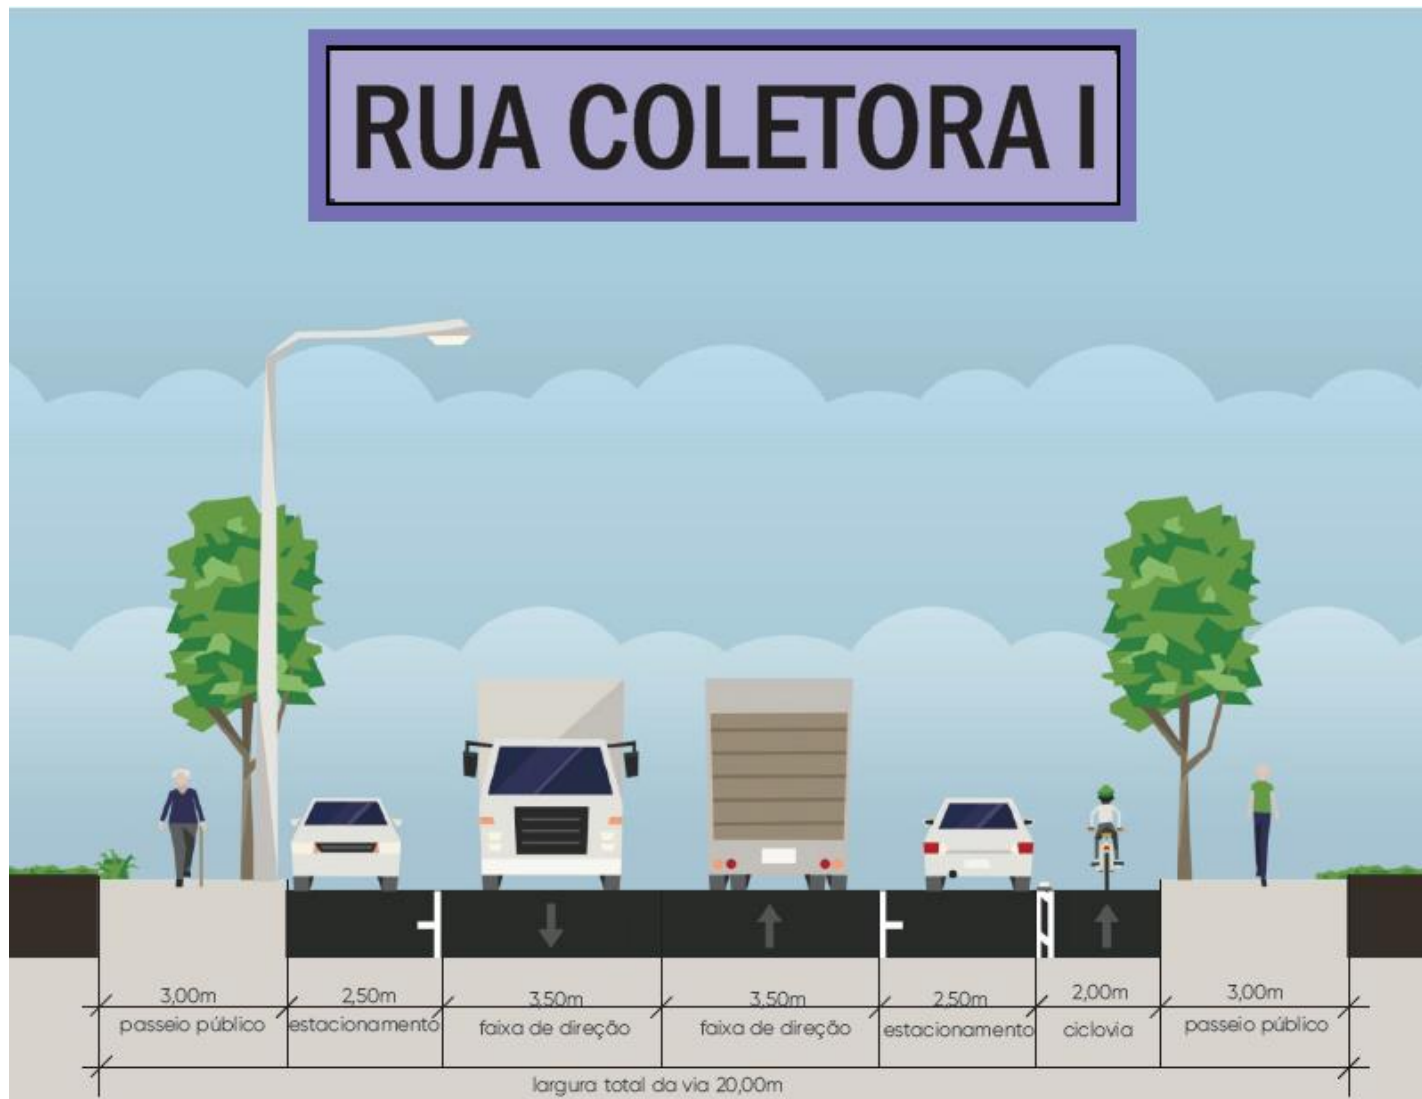 RUA COLETORA I
3,00m
passeio público
2,50m
estacionamento
3,50m
faixa de direção
3,50m
faixa de direção
2,50m
estacionamento
2,00m
ciclovia
3,00m
passeio público
largura total da via 20,00m